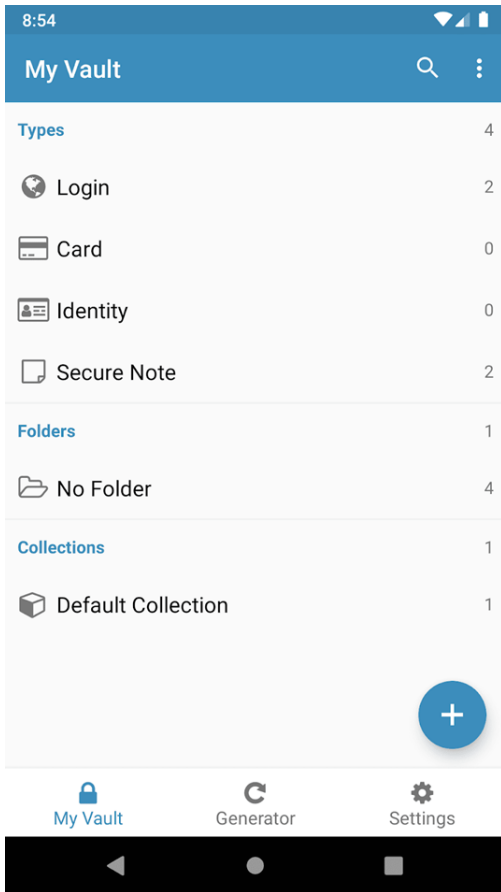 8:54
My Vault
Types 4
Login 2
Card 0
Identity 0
Secure Note 2
Folders 1
No Folder 4
Collections 1
Default Collection 1
My Vault Generator Settings